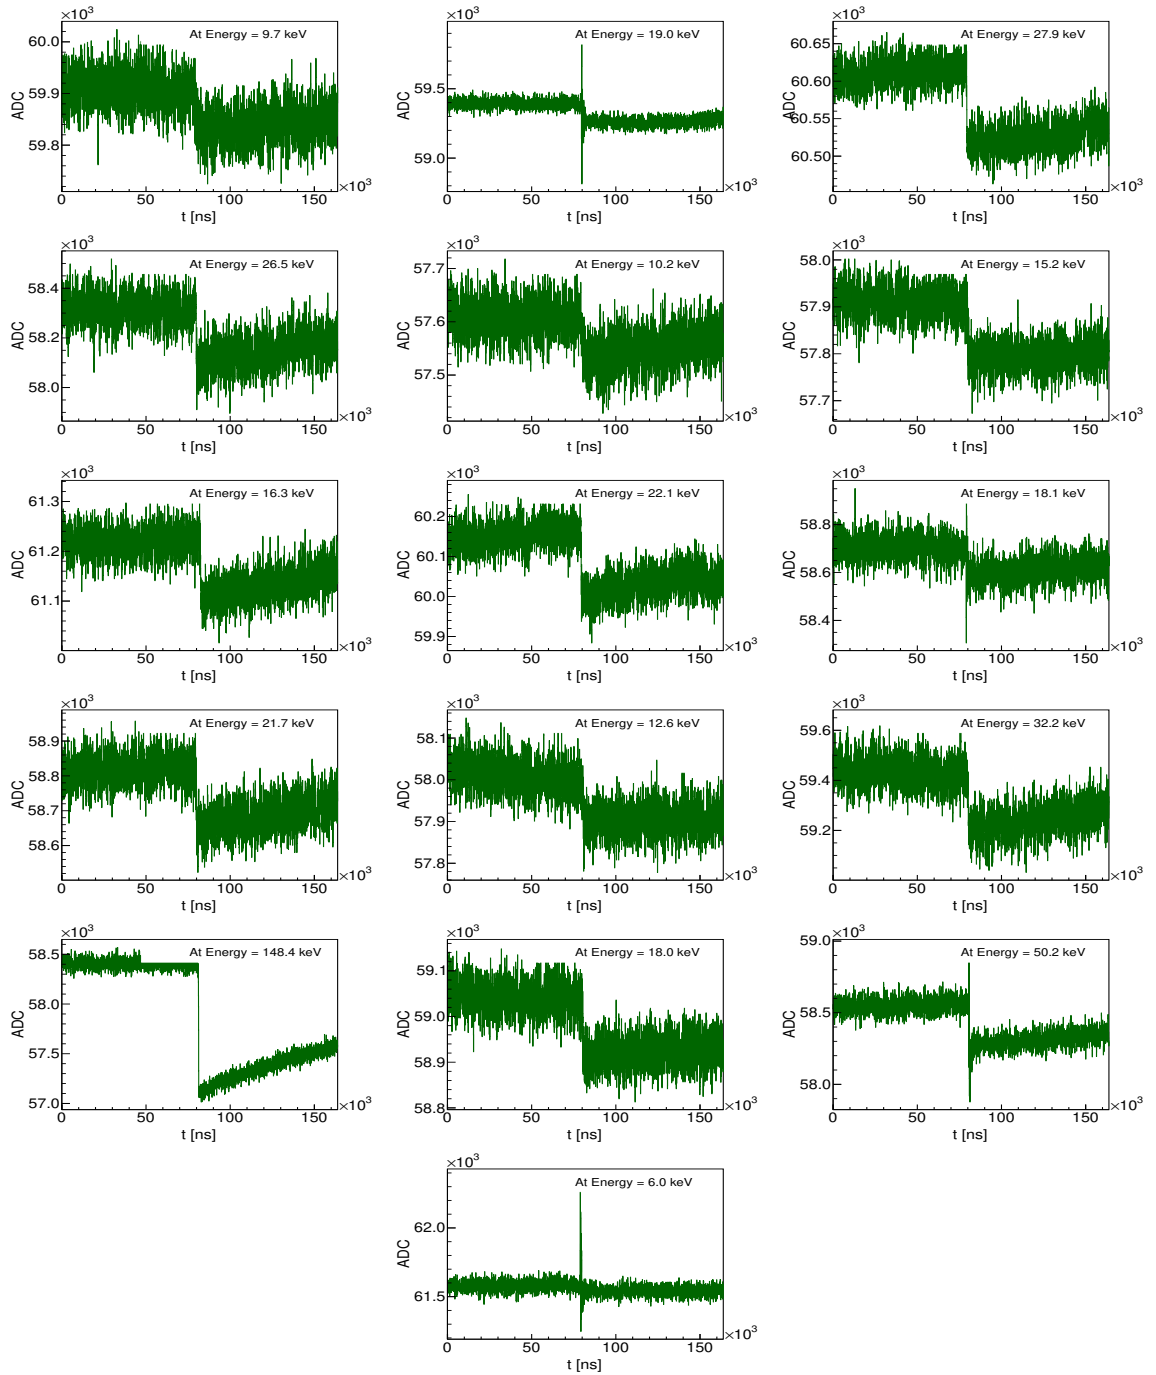 ×10³
At Energy = 9.7 keV
60.0
59.9
59.8
ADC
0 50 100 150
×10³
t [ns]
×10³
At Energy = 19.0 keV
59.5
59.0
ADC
0 50 100 150
×10³
t [ns]
×10³
At Energy = 27.9 keV
60.65
60.60
60.55
60.50
ADC
0 50 100 150
×10³
t [ns]
×10³
At Energy = 26.5 keV
58.4
58.2
58.0
ADC
0 50 100 150
×10³
t [ns]
×10³
At Energy = 10.2 keV
57.7
57.6
57.5
ADC
0 50 100 150
×10³
t [ns]
×10³
At Energy = 15.2 keV
58.0
57.9
57.8
57.7
ADC
0 50 100 150
×10³
t [ns]
×10³
At Energy = 16.3 keV
61.3
61.2
61.1
ADC
0 50 100 150
×10³
t [ns]
×10³
At Energy = 22.1 keV
60.2
60.1
60.0
59.9
ADC
0 50 100 150
×10³
t [ns]
×10³
At Energy = 18.1 keV
58.8
58.6
58.4
ADC
0 50 100 150
×10³
t [ns]
×10³
At Energy = 21.7 keV
58.9
58.8
58.7
58.6
ADC
0 50 100 150
×10³
t [ns]
×10³
At Energy = 12.6 keV
58.1
58.0
57.9
57.8
ADC
0 50 100 150
×10³
t [ns]
×10³
At Energy = 32.2 keV
59.6
59.4
59.2
ADC
0 50 100 150
×10³
t [ns]
×10³
At Energy = 148.4 keV
58.5
58.0
57.5
57.0
ADC
0 50 100 150
×10³
t [ns]
×10³
At Energy = 18.0 keV
59.1
59.0
58.9
58.8
ADC
0 50 100 150
×10³
t [ns]
×10³
At Energy = 50.2 keV
59.0
58.5
58.0
ADC
0 50 100 150
×10³
t [ns]
×10³
At Energy = 6.0 keV
62.0
61.5
ADC
0 50 100 150
×10³
t [ns]